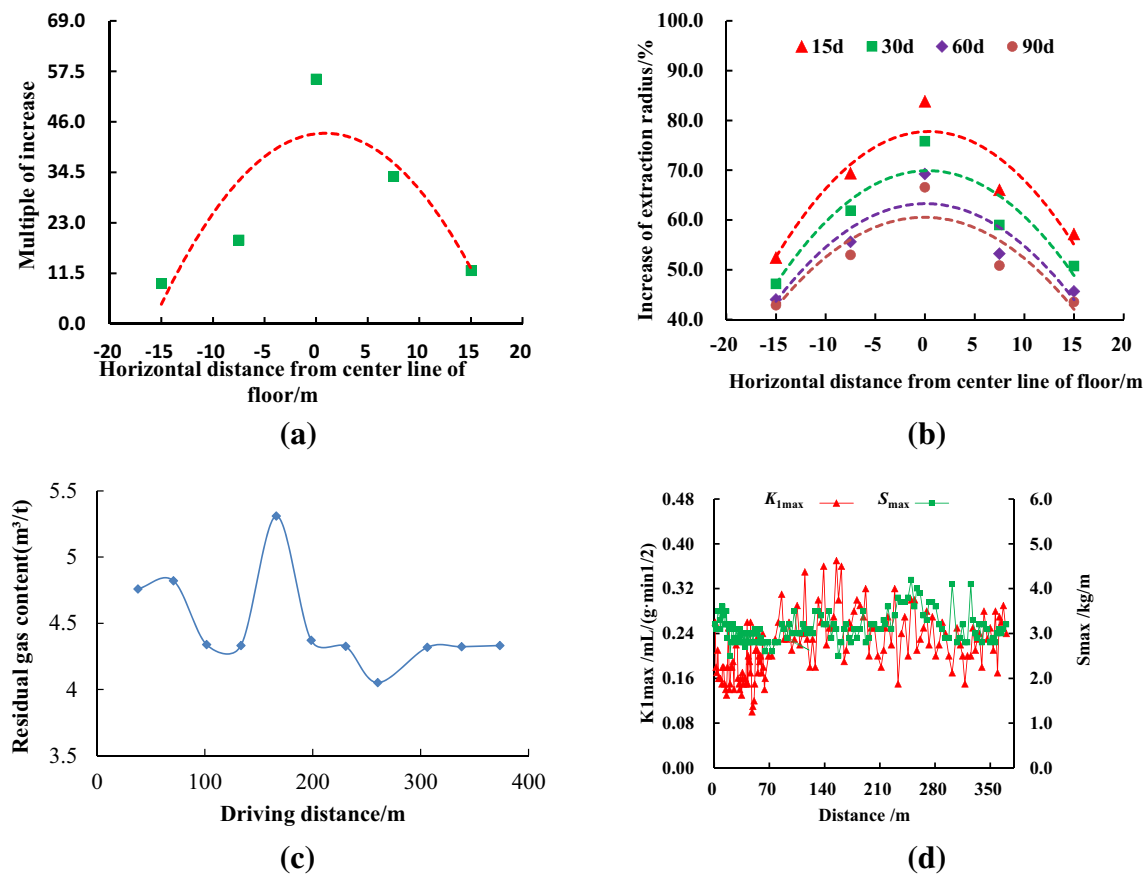 69.0
57.5
46.0
34.5
23.0
11.5
0.0
Multiple of increase
-20 -15 -10 -5 0 5 10 15 20
Horizontal distance from center line of
floor/m
(a)
100.0
90.0
80.0
70.0
60.0
50.0
40.0
Increase of extraction radius/%
15d 30d 60d 90d
-20 -15 -10 -5 0 5 10 15 20
Horizontal distance from center line of floor/m
(b)
5.5
5
4.5
4
3.5
Residual gas content(m³/t)
0 100 200 300 400
Driving distance/m
(c)
0.48
0.40
0.32
0.24
0.16
0.08
0.00
K1max /mL/(g·min1/2)
K1max Smax
6.0
5.0
4.0
3.0
2.0
1.0
0.0
Smax /kg/m
0 70 140 210 280 350
Distance /m
(d)